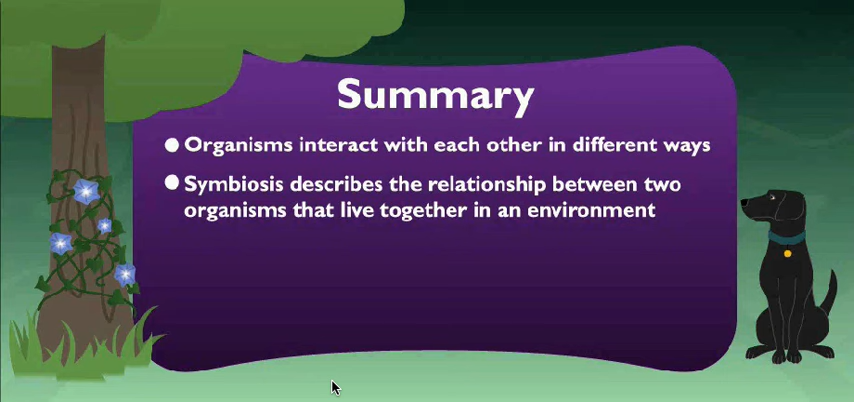 Summary
● Organisms interact with each other in different ways
● Symbiosis describes the relationship between two
organisms that live together in an environment